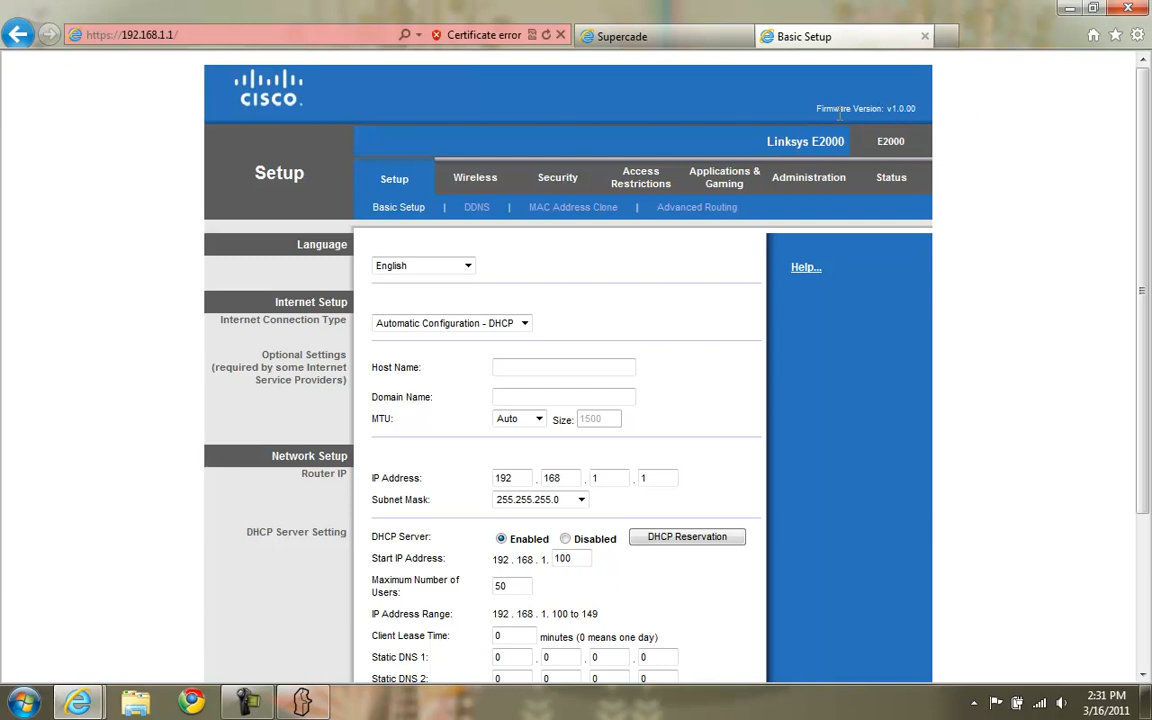 https://192.168.1.1/
Certificate error
Supercade
Basic Setup
CISCO.
Firmware Version: v1.0.00
Linksys E2000
E2000
Setup
Setup
Wireless
Security
Access Restrictions
Applications & Gaming
Administration
Status
Basic Setup | DDNS | MAC Address Clone | Advanced Routing
Language
English
Internet Setup
Internet Connection Type
Automatic Configuration - DHCP
Optional Settings
(required by some Internet
Service Providers)
Host Name:
Domain Name:
MTU:
Auto
Size:
1500
Network Setup
Router IP
IP Address:
192 . 168 . 1 . 1
Subnet Mask:
255.255.255.0
DHCP Server Setting
DHCP Server:
Enabled
Disabled
DHCP Reservation
Start IP Address:
192 . 168 . 1. 100
Maximum Number of
Users:
50
IP Address Range:
192 . 168 . 1. 100 to 149
Client Lease Time:
0 minutes (0 means one day)
Static DNS 1:
0 . 0 . 0 . 0
Static DNS 2:
0 . 0 . 0 . 0
Help...
2:31 PM
3/16/2011